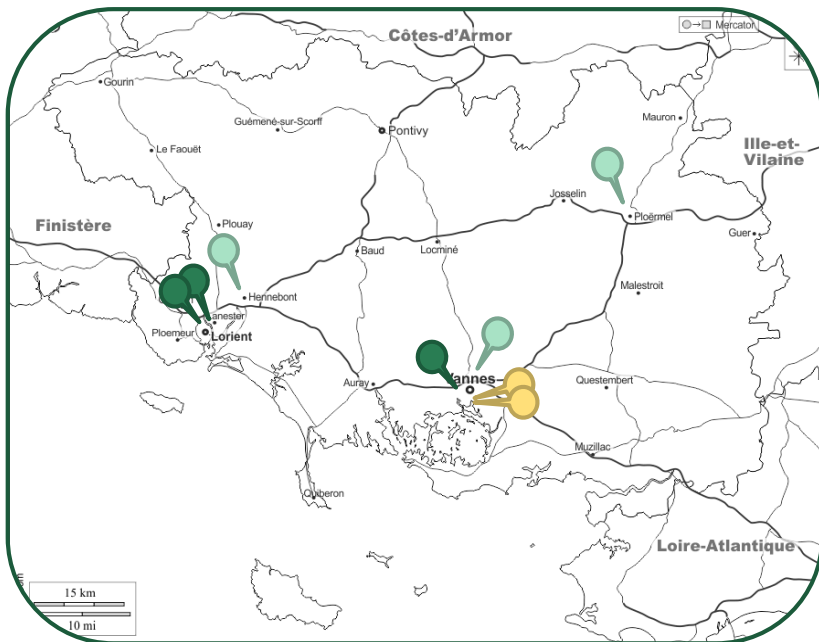 Côtes-d'Armor
Mercator
Gourin
Mauron
Guémené-sur-Scorff
Pontivy
Ille-et-
Vilaine
Le Faouët
Josselin
Finistère
Ploërmel
Plouay
Guer
Locminé
Baud
Malestroit
Hennebont
anester
Ploemeur
Lorient
Auray
Vannes
Questembert
Muzillac
Quiberon
Loire-Atlantique
15 km
10 mi